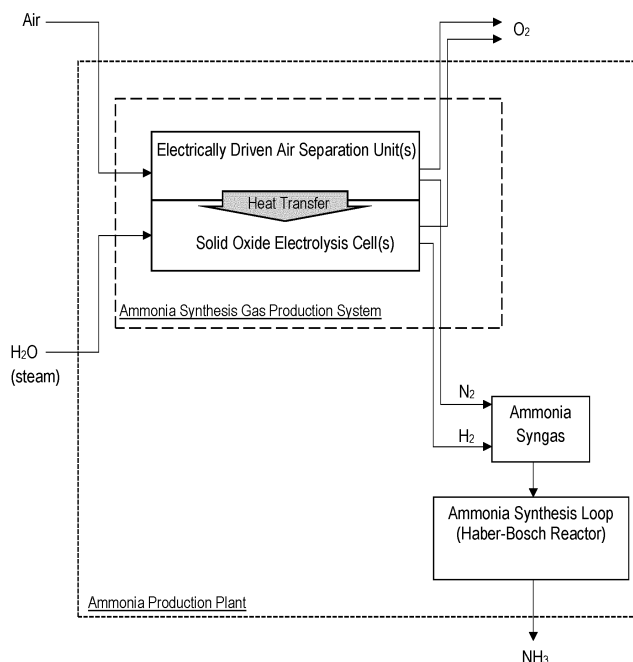 Air
O₂
Electrically Driven Air Separation Unit(s)
Heat Transfer
Solid Oxide Electrolysis Cell(s)
Ammonia Synthesis Gas Production System
H₂O
(steam)
N₂
H₂
Ammonia
Syngas
Ammonia Synthesis Loop
(Haber-Bosch Reactor)
Ammonia Production Plant
NH₃